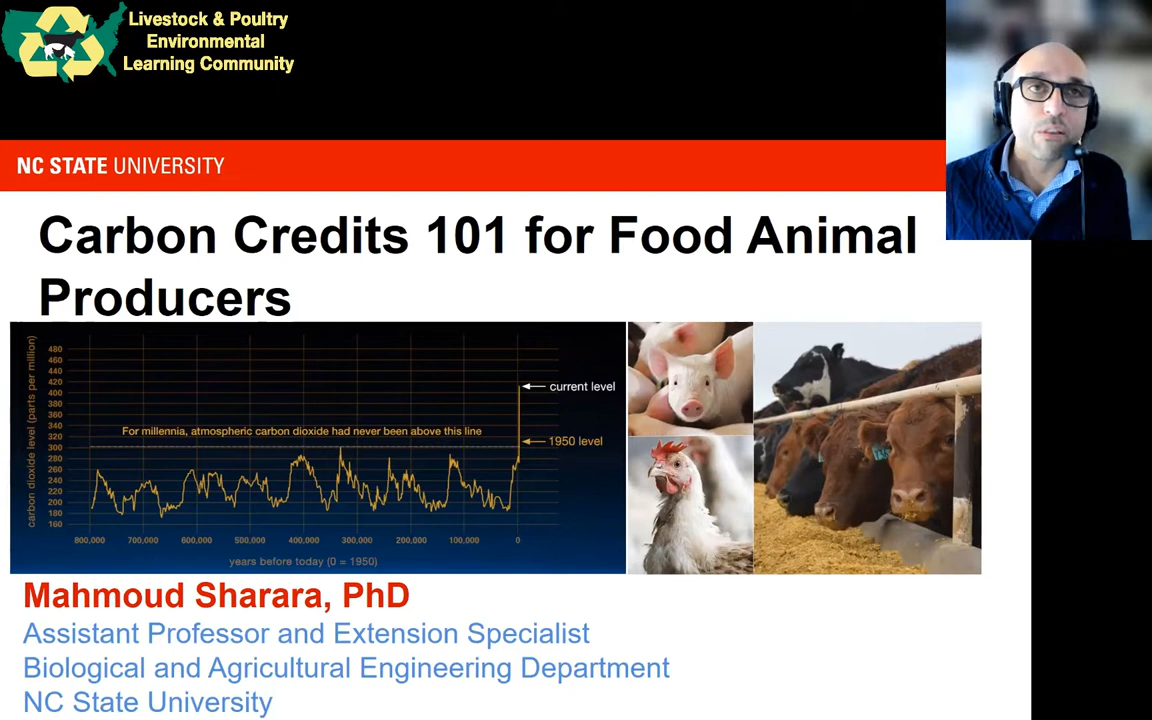 Livestock & Poultry
Environmental
Learning Community
NC STATE UNIVERSITY
Carbon Credits 101 for Food Animal
Producers
carbon dioxide level (parts per million)
480
460
440
420
400
380
360
340
320
300
280
260
240
220
200
180
160
current level
For millennia, atmospheric carbon dioxide had never been above this line
1950 level
800,000
700,000
600,000
500,000
400,000
300,000
200,000
100,000
0
years before today (0 = 1950)
Mahmoud Sharara, PhD
Assistant Professor and Extension Specialist
Biological and Agricultural Engineering Department
NC State University